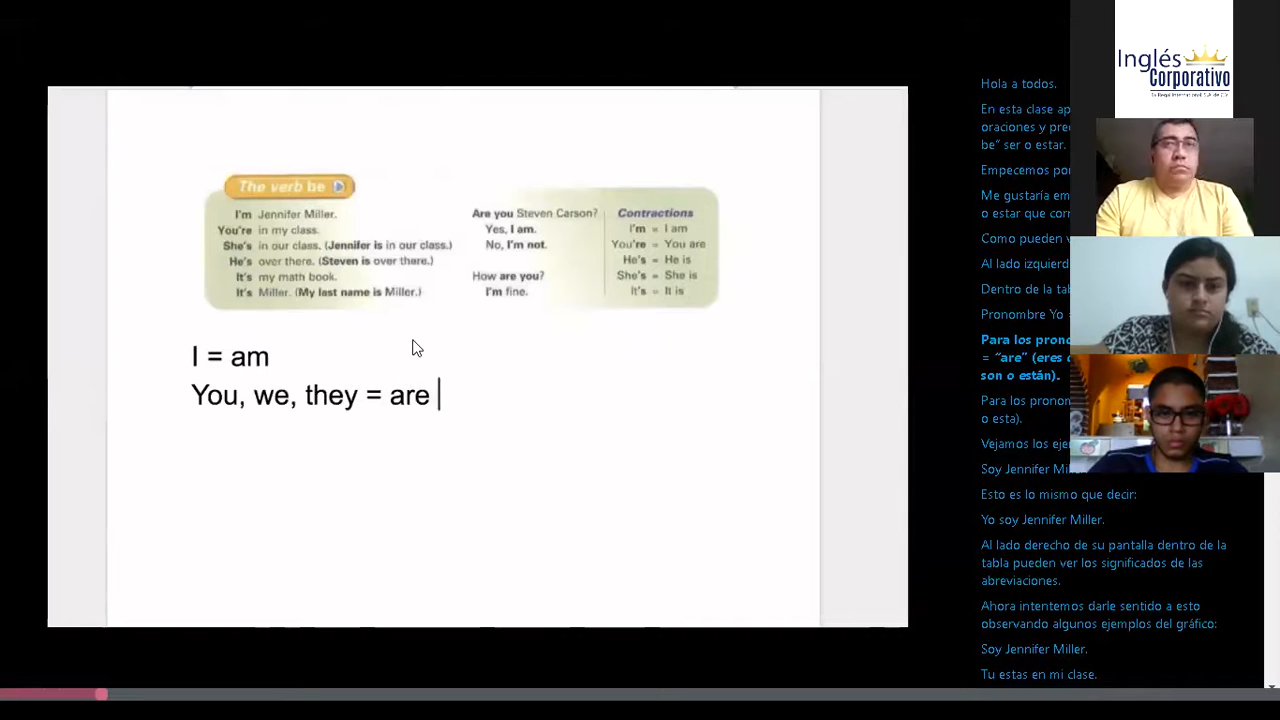 The verb be
I'm Jennifer Miller.
You're in my class.
She's in our class. (Jennifer is in our class.)
He's over there. (Steven is over there.)
It's my math book.
It's Miller. (My last name is Miller.)
Are you Steven Carson?
Yes, I am.
No, I'm not.
How are you?
I'm fine.
Contractions
I'm = I am
You're = You are
He's = He is
She's = She is
It's = It is
I = am
You, we, they = are
Inglés
Corporativo
Hola a todos.
En esta clase ap
oraciones y pre
be” ser o estar.
Empecemos por
Me gustaría em
o estar que cor
Como pueden v
Al lado izquierd
Dentro de la ta
Pronombre Yo
Para los pron
= “are” (eres
son o están).
Para los pronom
o esta).
Vejamos los eje
Soy Jennifer Mi
Esto es lo mismo que decir:
Yo soy Jennifer Miller.
Al lado derecho de su pantalla dentro de la
tabla pueden ver los significados de las
abreviaciones.
Ahora intentemos darle sentido a esto
observando algunos ejemplos del gráfico:
Soy Jennifer Miller.
Tu estas en mi clase.